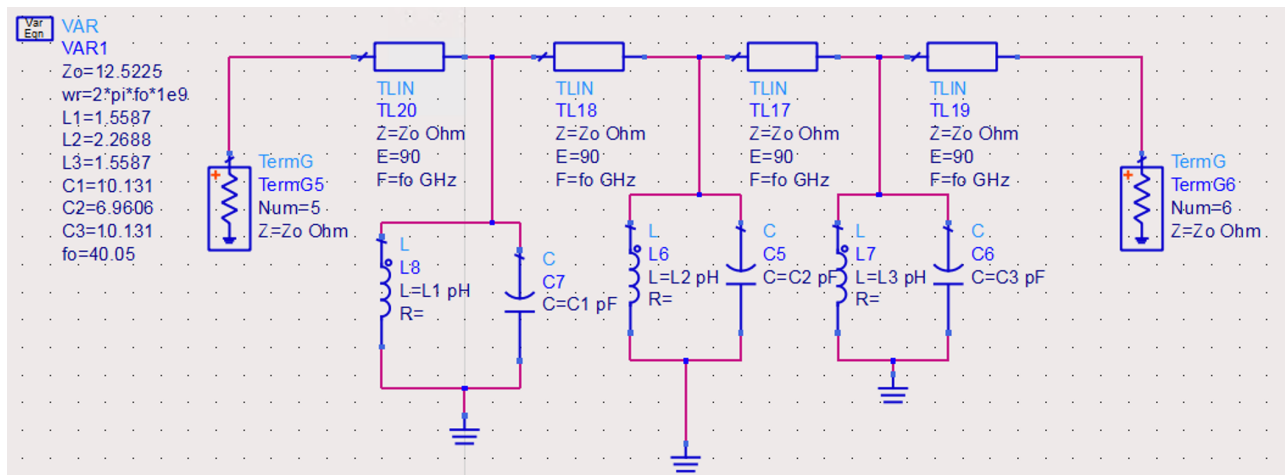 Var
Eqn
VAR
VAR1
Zo=12.5225
wr=2*pi*fo*1e9
L1=1.5587
L2=2.2688
L3=1.5587
C1=10.131
C2=6.9606
C3=10.131
fo=40.05
TermG
TermG5
Num=5
Z=Zo Ohm
TLIN
TL20
Z=Zo Ohm
E=90
F=fo GHz
TLIN
TL18
Z=Zo Ohm
E=90
F=fo GHz
TLIN
TL17
Z=Zo Ohm
E=90
F=fo GHz
TLIN
TL19
Z=Zo Ohm
E=90
F=fo GHz
TermG
TermG6
Num=6
Z=Zo Ohm
L
L8
L=L1 pH
R=
C
C7
C=C1 pF
L
L6
L=L2 pH
R=
C
C5
C=C2 pF
L
L7
L=L3 pH
R=
C
C6
C=C3 pF